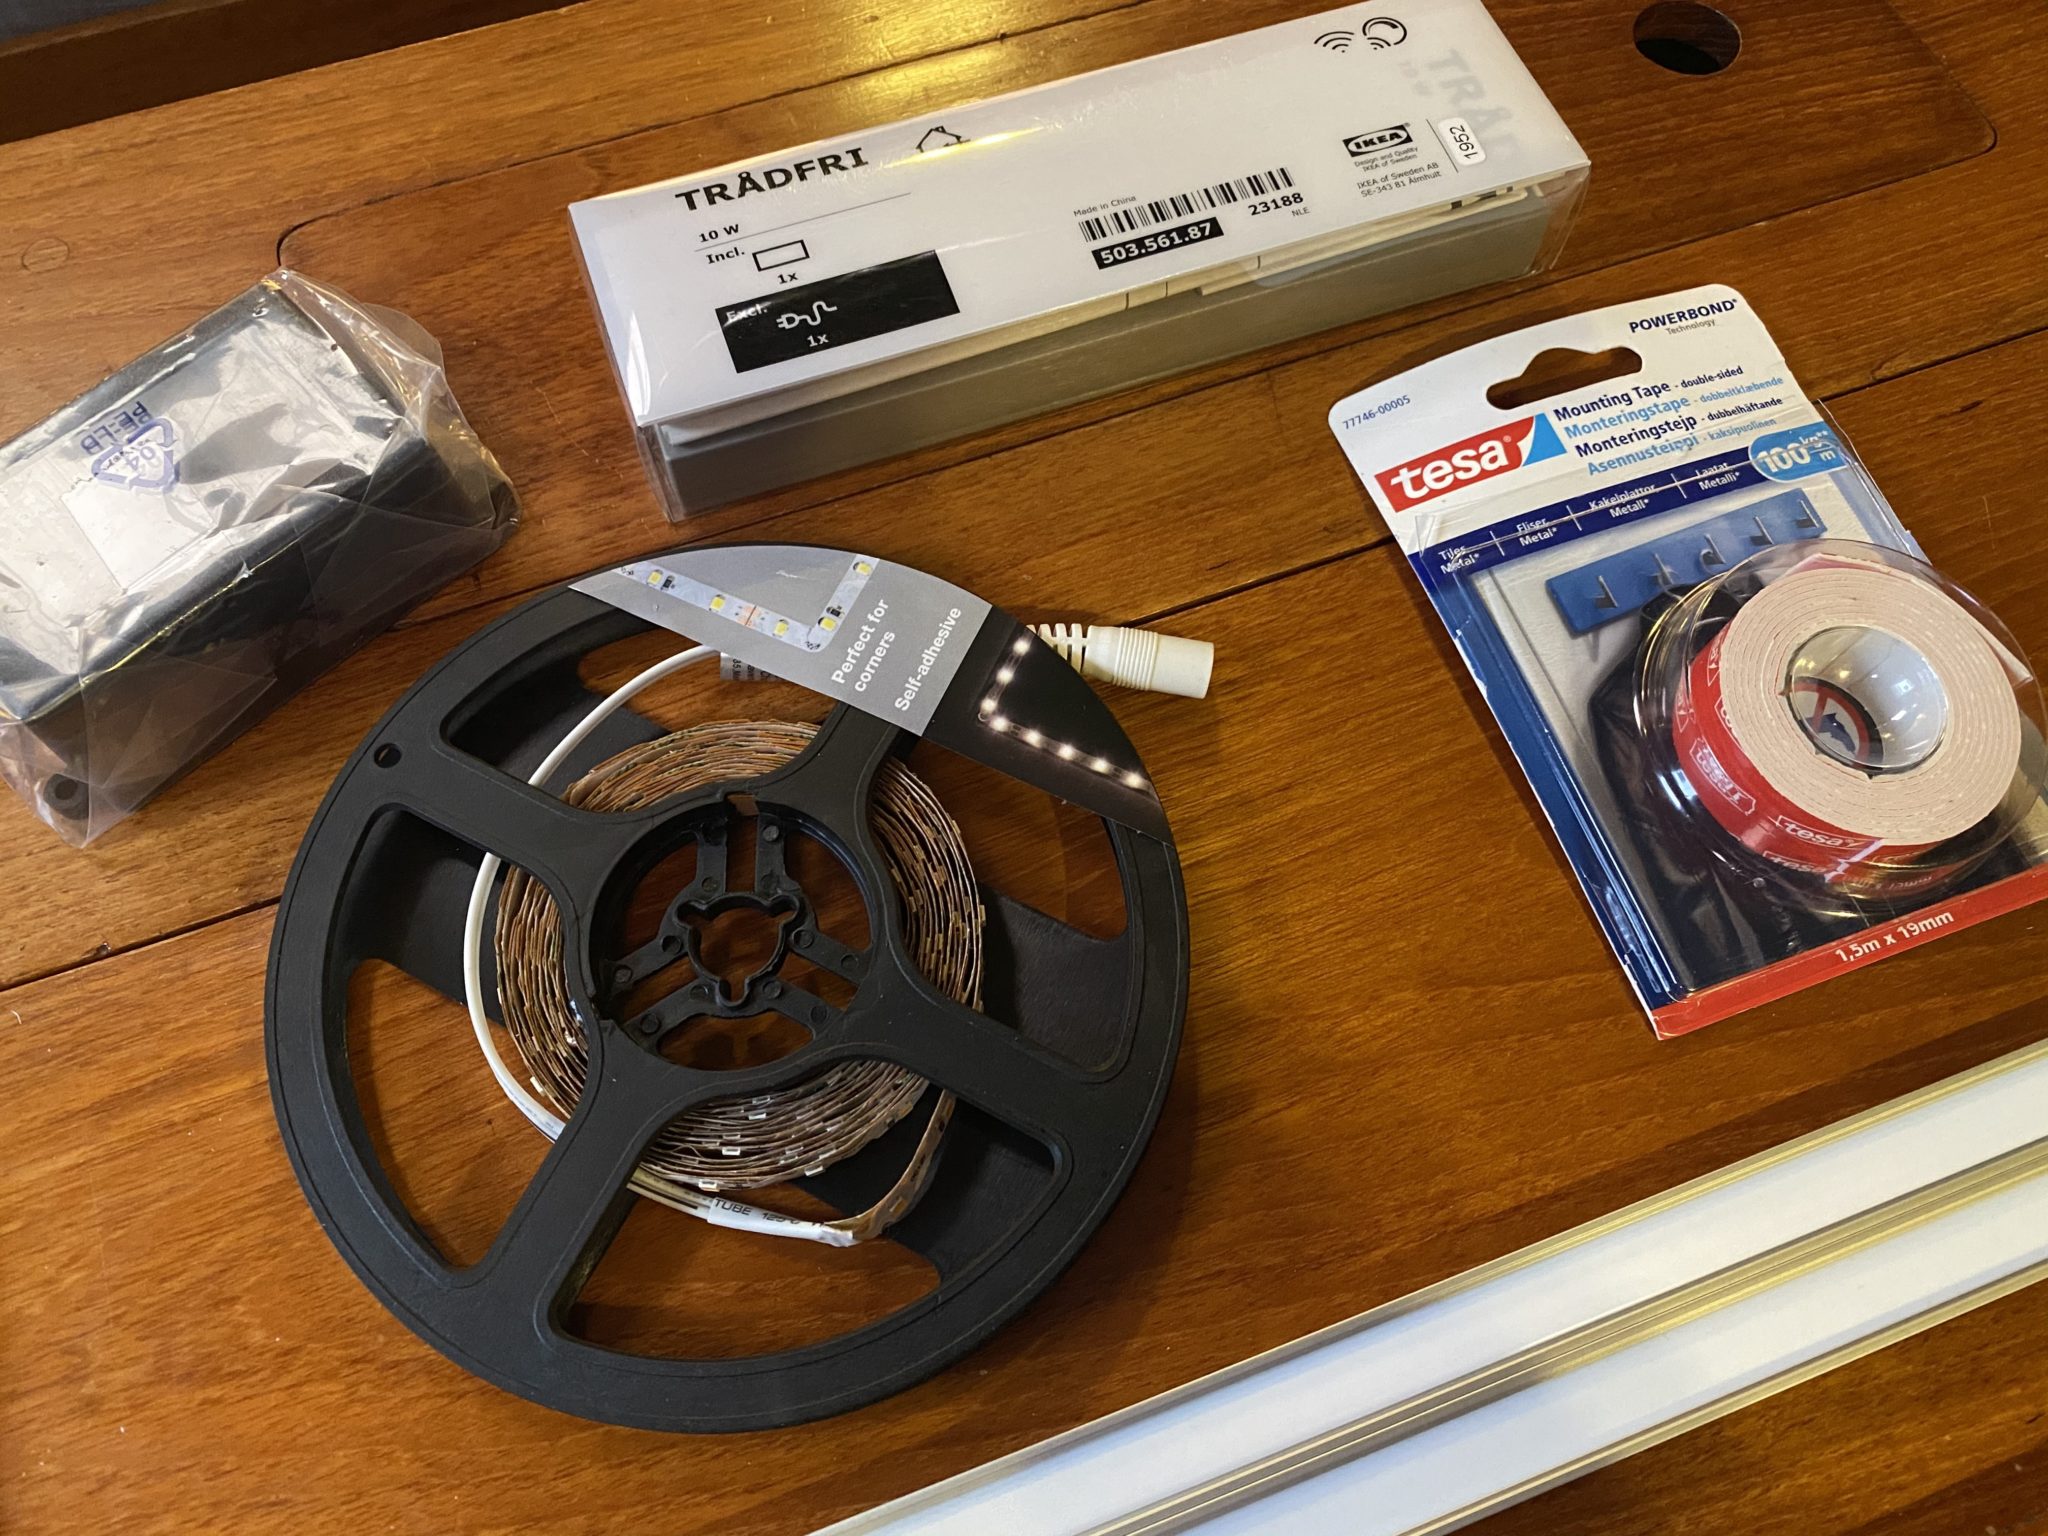 TRÅDFRI
10 W
Incl.
1x
Excl.
1x
Made in China
503.561.87
23188
NLE
IKEA®
Design and Quality
IKEA of Sweden
IKEA of Sweden AB
SE-343 81 Älmhult
1952
TRÅD
PE-LD
04
POWERBOND®
Technology
77746-00005
tesa®
Mounting Tape - double-sided
Monteringstape - dobbeltklæbende
Monteringstejp - dubbelhäftande
Asennusteippi - kaksipuolinen
100 kg**
m
Tiles
Metal*
Fliser
Metal*
Kakelplattor
Metall*
Laatat
Metalli*
tesa
tesa
1,5m x 19mm
Perfect for
corners
Self-adhesive
TUBE 125